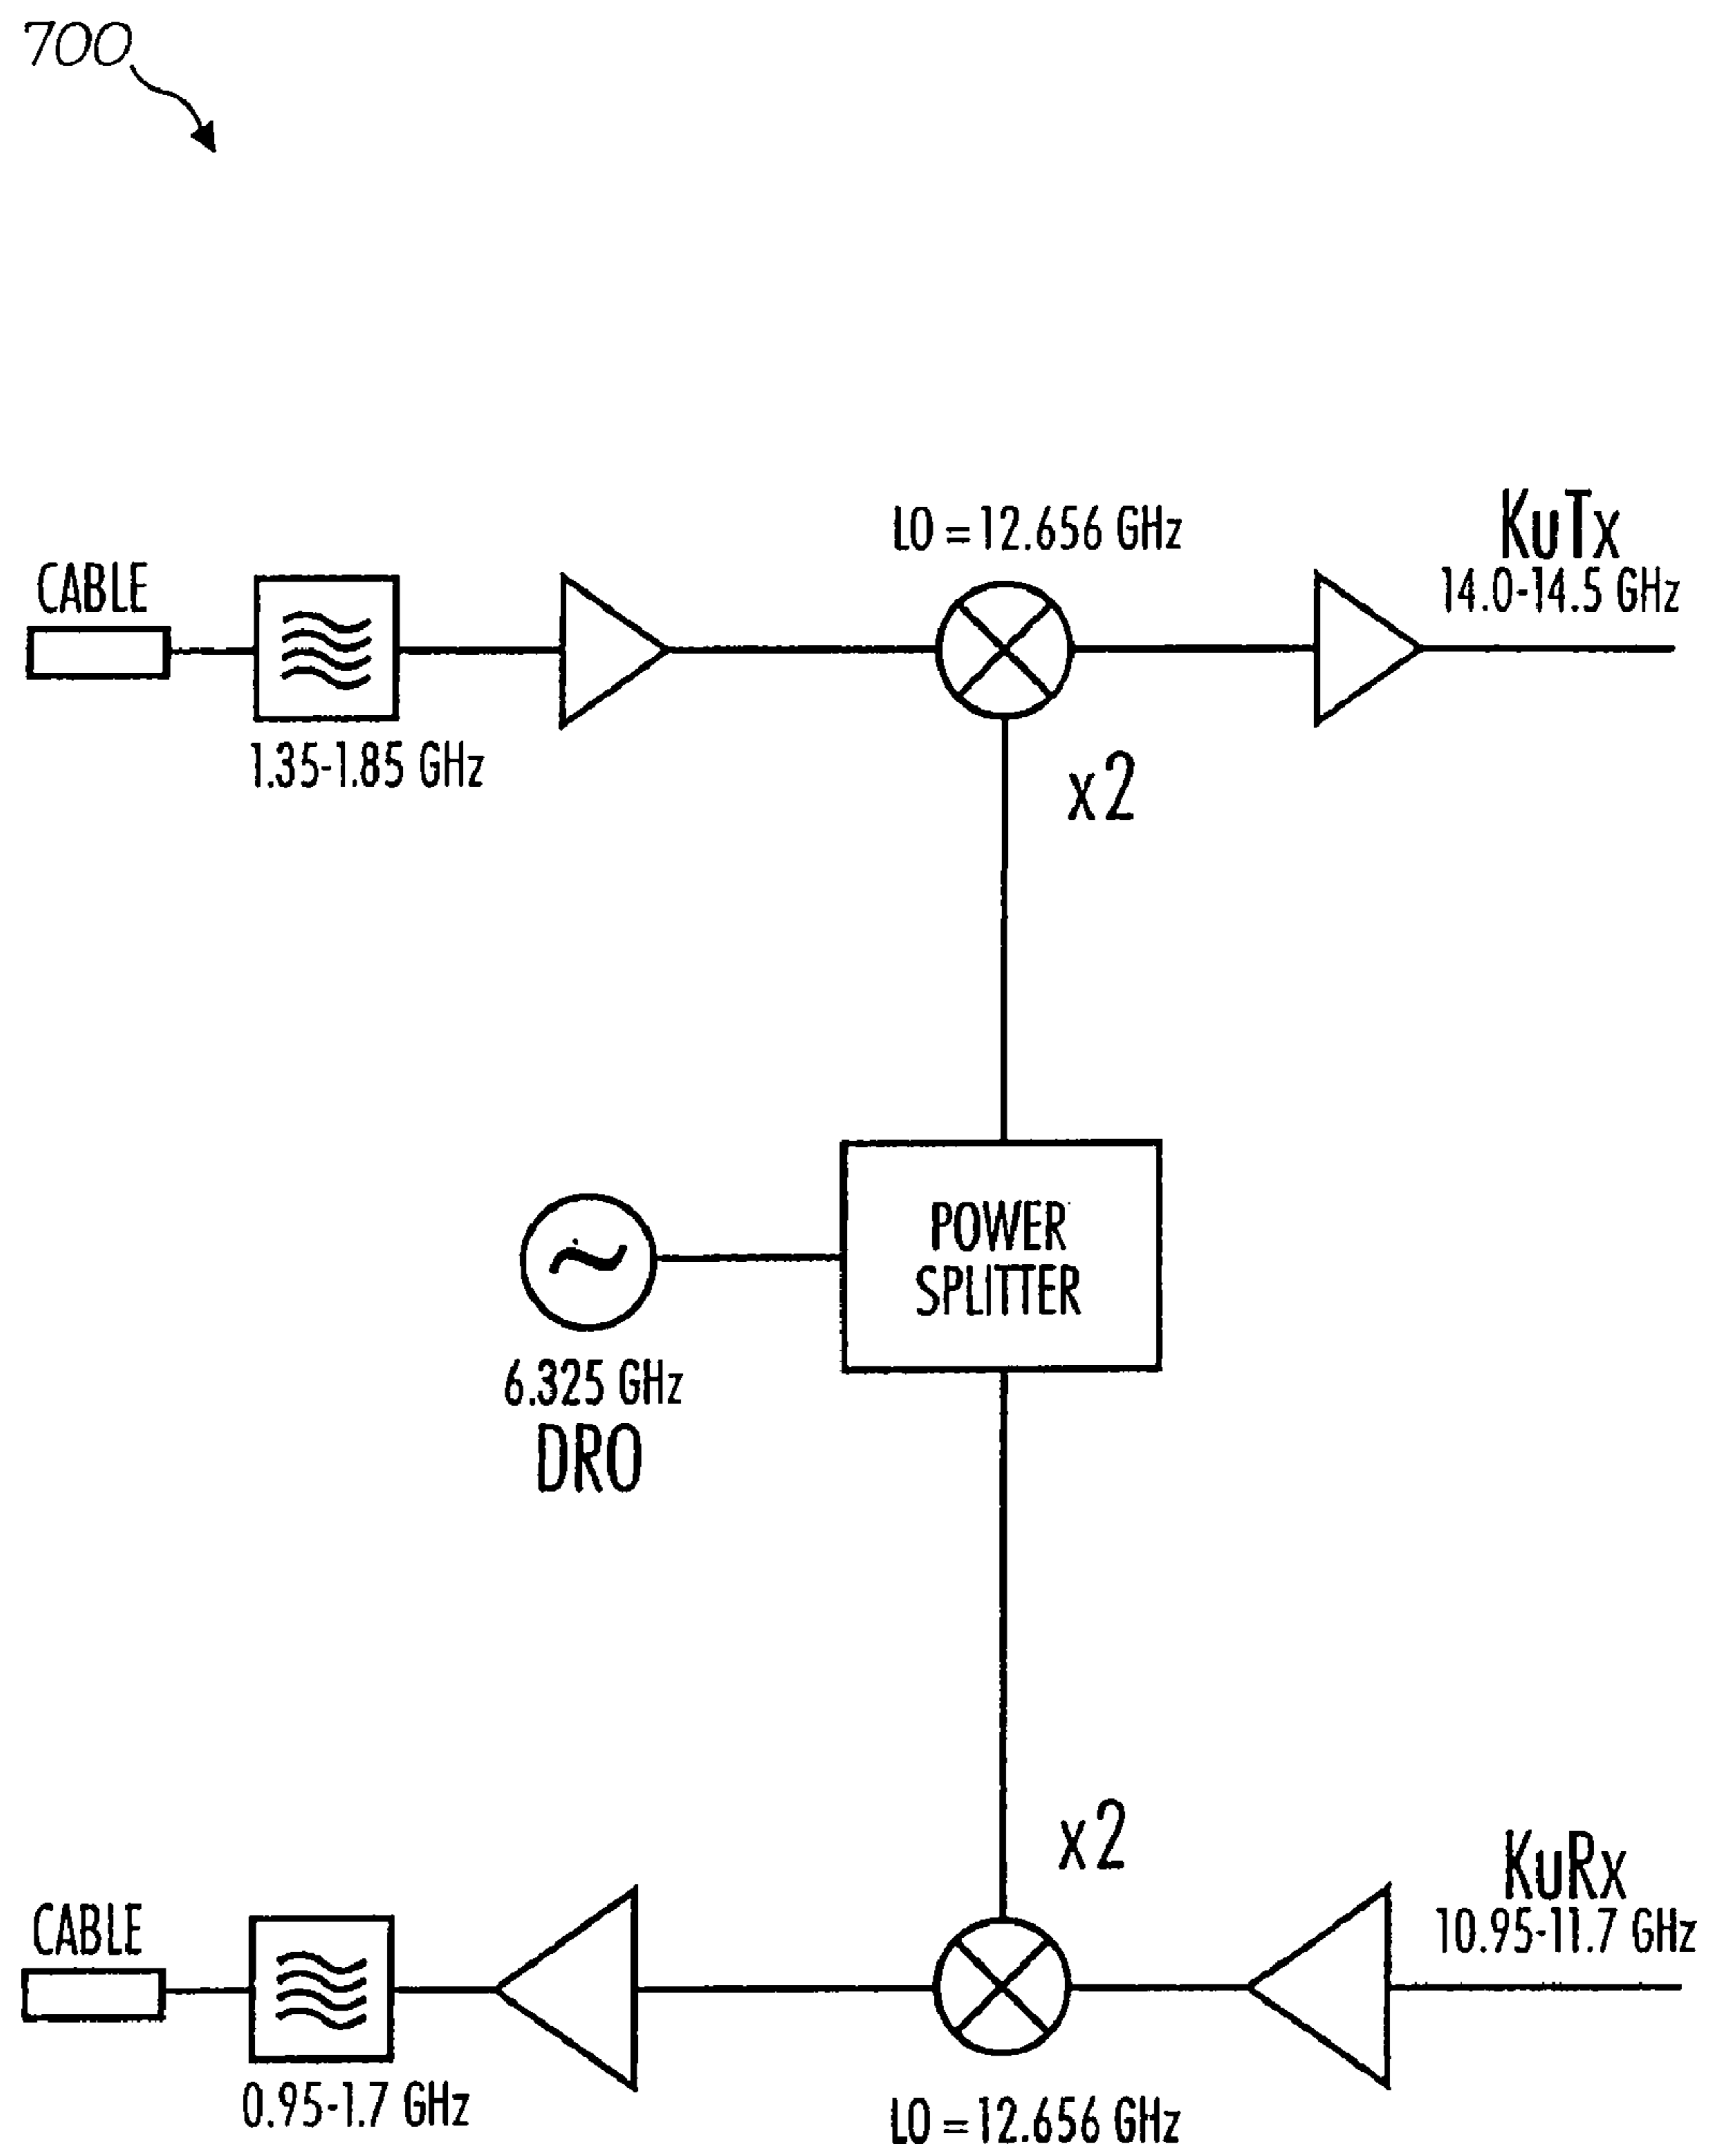 700
LO = 12.656 GHz
KuTx
14.0-14.5 GHz
CABLE
1.35-1.85 GHz
x2
POWER
SPLITTER
6.325 GHz
DRO
x2
KuRx
10.95-11.7 GHz
CABLE
0.95-1.7 GHz
LO = 12.656 GHz